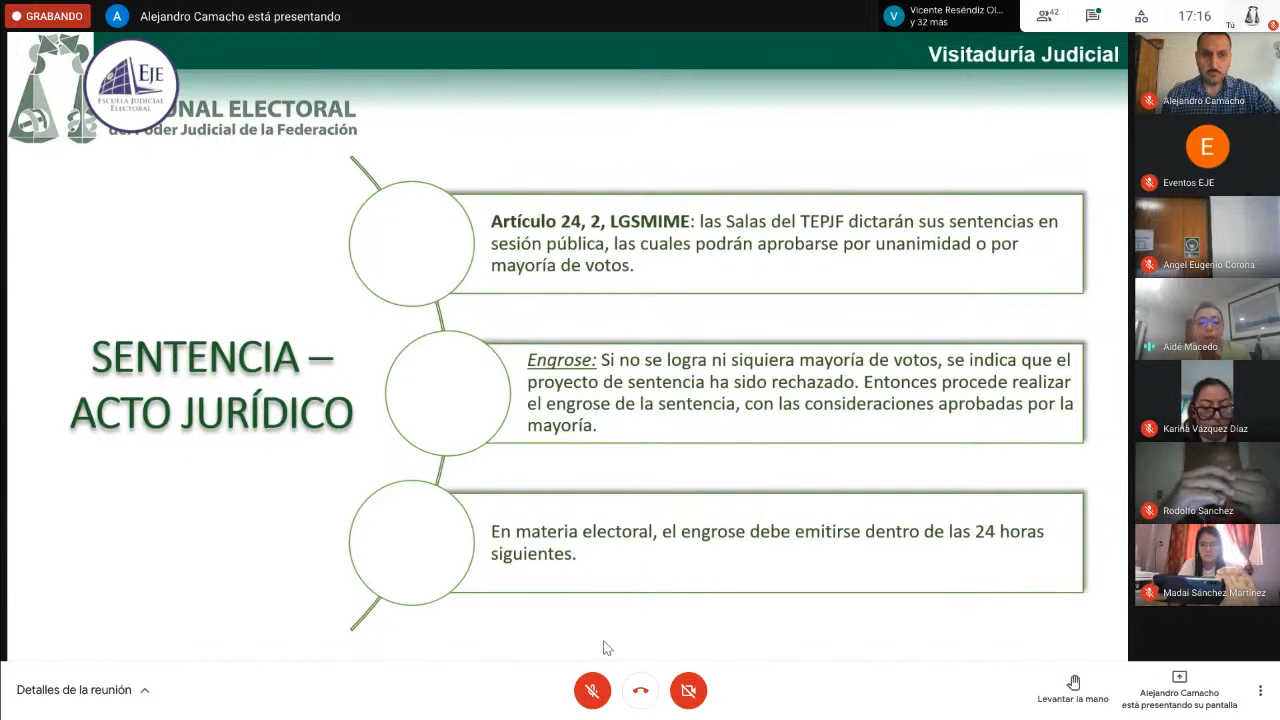 GRABANDO
A
Alejandro Camacho está presentando
V
Vicente Reséndiz Ol...
y 32 más
42
17:16
Tú
Visitaduría Judicial
EJE
ESCUELA JUDICIAL
ELECTORAL
NAL ELECTORAL
del Poder Judicial de la Federación
SENTENCIA –
ACTO JURÍDICO
Artículo 24, 2, LGSMIME: las Salas del TEPJF dictarán sus sentencias en
sesión pública, las cuales podrán aprobarse por unanimidad o por
mayoría de votos.
Engrose: Si no se logra ni siquiera mayoría de votos, se indica que el
proyecto de sentencia ha sido rechazado. Entonces procede realizar
el engrose de la sentencia, con las consideraciones aprobadas por la
mayoría.
En materia electoral, el engrose debe emitirse dentro de las 24 horas
siguientes.
Alejandro Camacho
E
Eventos EJE
Angel Eugenio Corona
Aidé Macedo
Karina Vázquez Díaz
Rodolfo Sanchez
Madai Sánchez Martínez
Detalles de la reunión
Levantar la mano
Alejandro Camacho
está presentando su pantalla